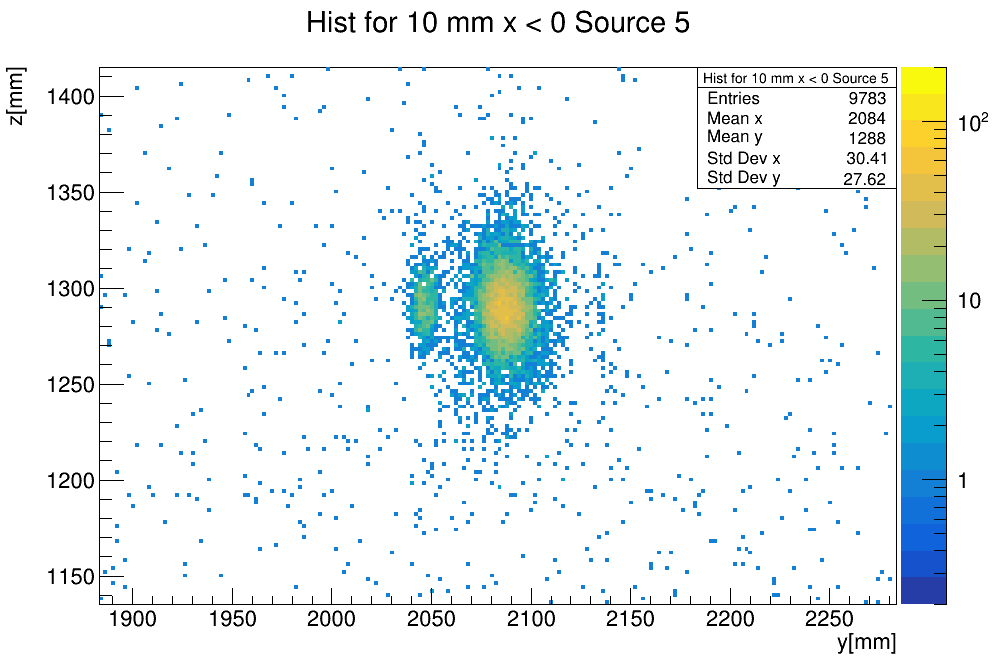 Hist for 10 mm x < 0 Source 5
z[mm]
Hist for 10 mm x < 0 Source 5
Entries 9783
Mean x 2084
Mean y 1288
Std Dev x 30.41
Std Dev y 27.62
1400
1350
1300
1250
1200
1150
10²
10
1
1900 1950 2000 2050 2100 2150 2200 2250
y[mm]